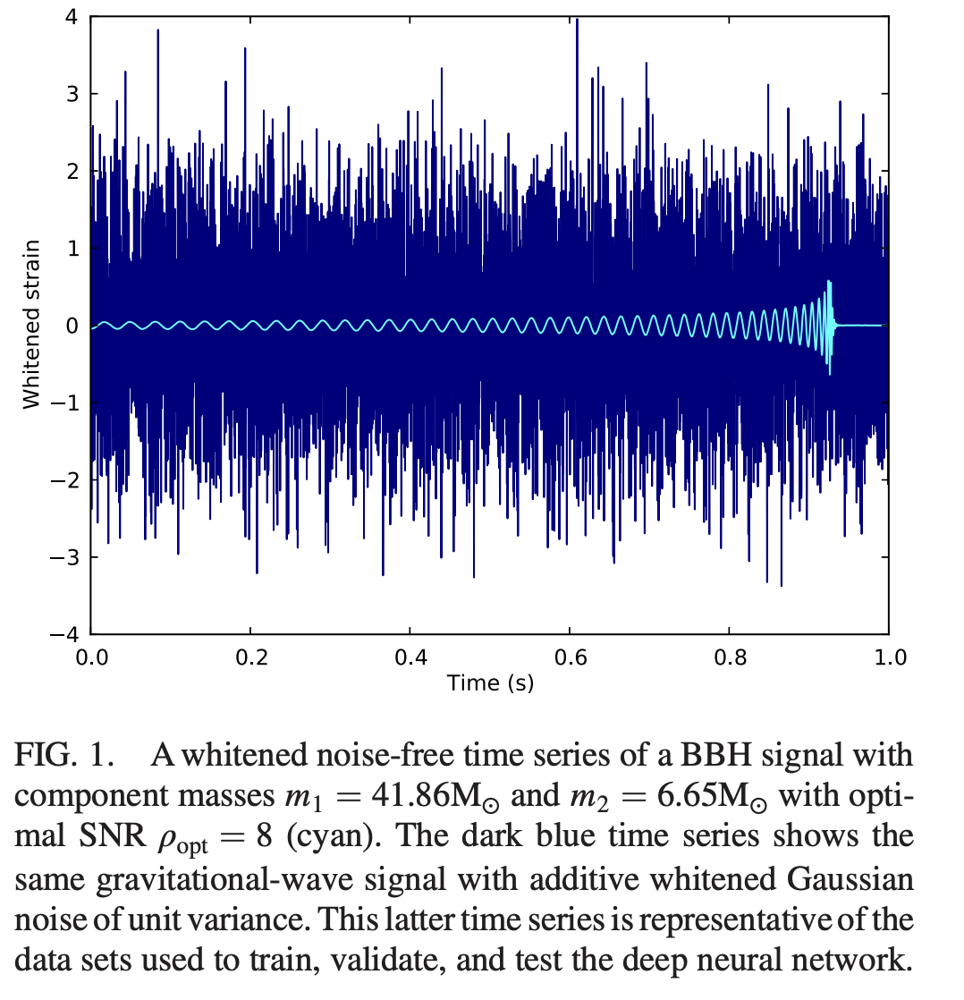 4
3
2
1
0
−1
−2
−3
−4
Whitened strain
0.0 0.2 0.4 0.6 0.8 1.0
Time (s)
FIG. 1. A whitened noise-free time series of a BBH signal with
component masses m₁ = 41.86M⊙ and m₂ = 6.65M⊙ with opti-
mal SNR ρopt = 8 (cyan). The dark blue time series shows the
same gravitational-wave signal with additive whitened Gaussian
noise of unit variance. This latter time series is representative of the
data sets used to train, validate, and test the deep neural network.